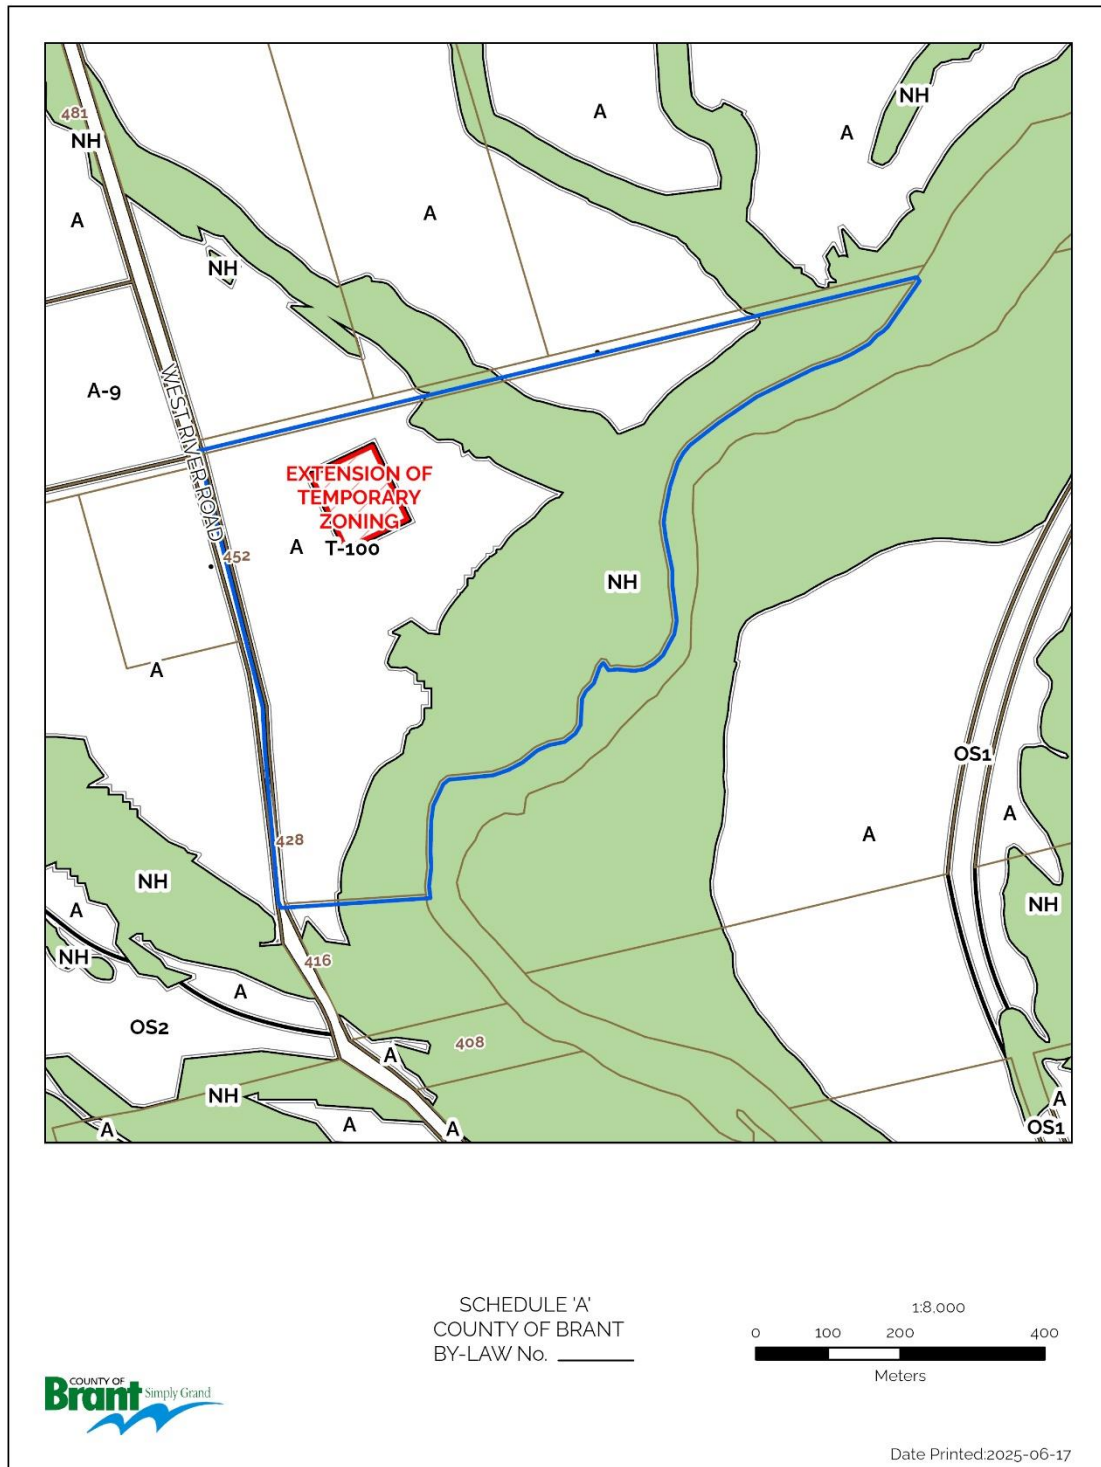 481
NH
A
NH
A
A
A
NH
NH
A-9
WEST RIVER ROAD
EXTENSION OF
TEMPORARY
ZONING
A
T-100
452
NH
A
OS1
428
A
A
NH
A
NH
NH
416
A
OS2
408
A
NH
A
A
A
A
OS1
SCHEDULE 'A'
COUNTY OF BRANT
BY-LAW No.
1:8,000
0 100 200 400
Meters
COUNTY OF
Brant Simply Grand
Date Printed:2025-06-17